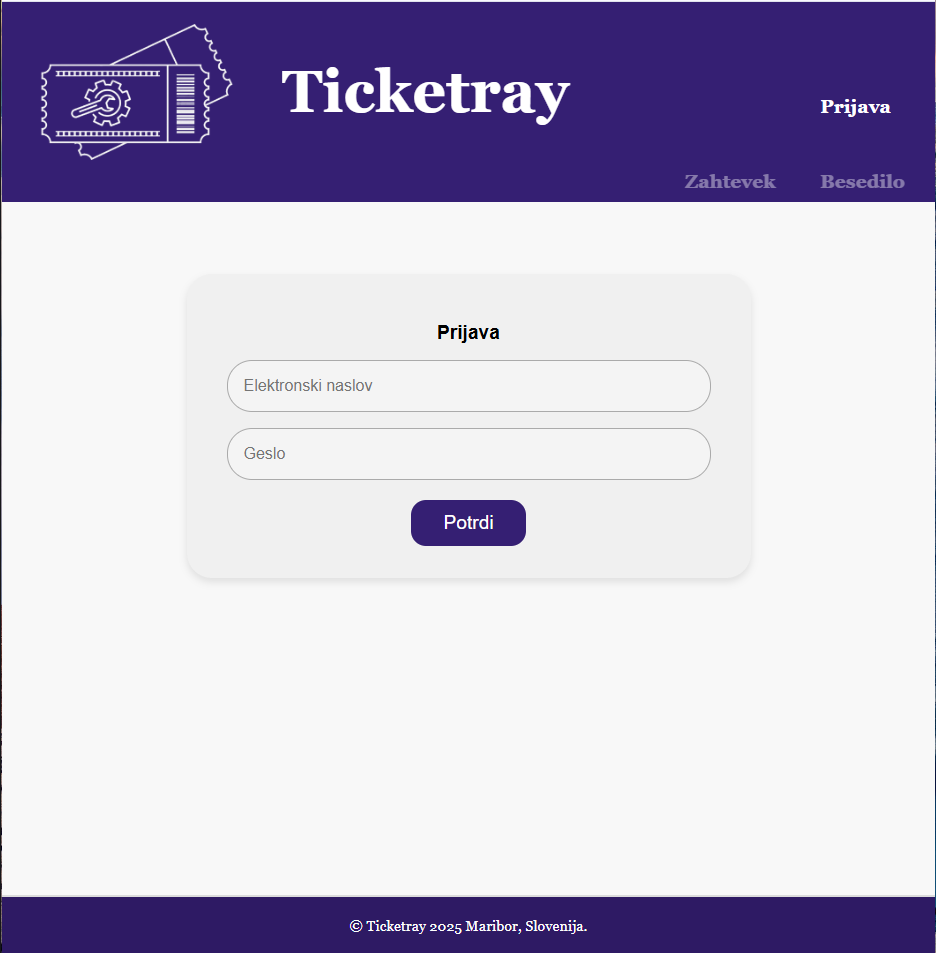 Ticketray
Prijava
Zahtevek Besedilo
Prijava
Elektronski naslov
Geslo
Potrdi
© Ticketray 2025 Maribor, Slovenija.